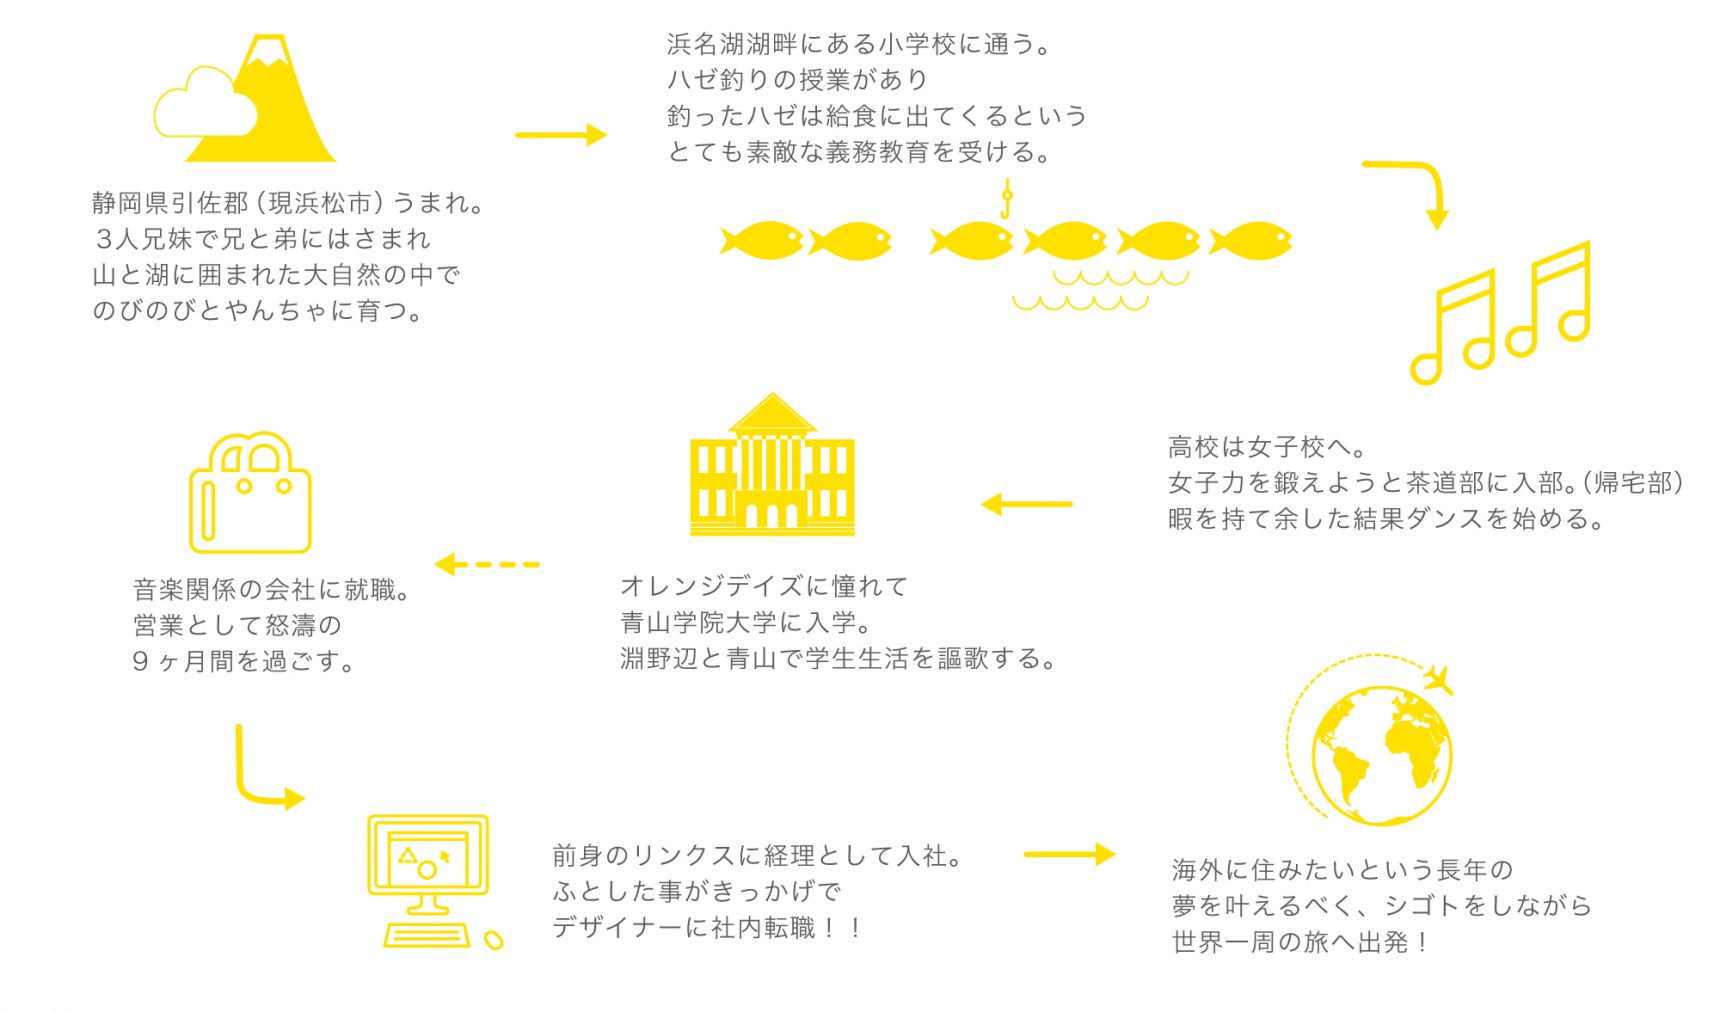 静岡県引佐郡（現浜松市）うまれ。
３人兄妹で兄と弟にはさまれ
山と湖に囲まれた大自然の中で
のびのびとやんちゃに育つ。
浜名湖湖畔にある小学校に通う。
ハゼ釣りの授業があり
釣ったハゼは給食に出てくるという
とても素敵な義務教育を受ける。
高校は女子校へ。
女子力を鍛えようと茶道部に入部。（帰宅部）
暇を持て余した結果ダンスを始める。
オレンジデイズに憧れて
青山学院大学に入学。
淵野辺と青山で学生生活を謳歌する。
音楽関係の会社に就職。
営業として怒濤の
９ヶ月間を過ごす。
前身のリンクスに経理として入社。
ふとした事がきっかけで
デザイナーに社内転職！！
海外に住みたいという長年の
夢を叶えるべく、シゴトをしながら
世界一周の旅へ出発！